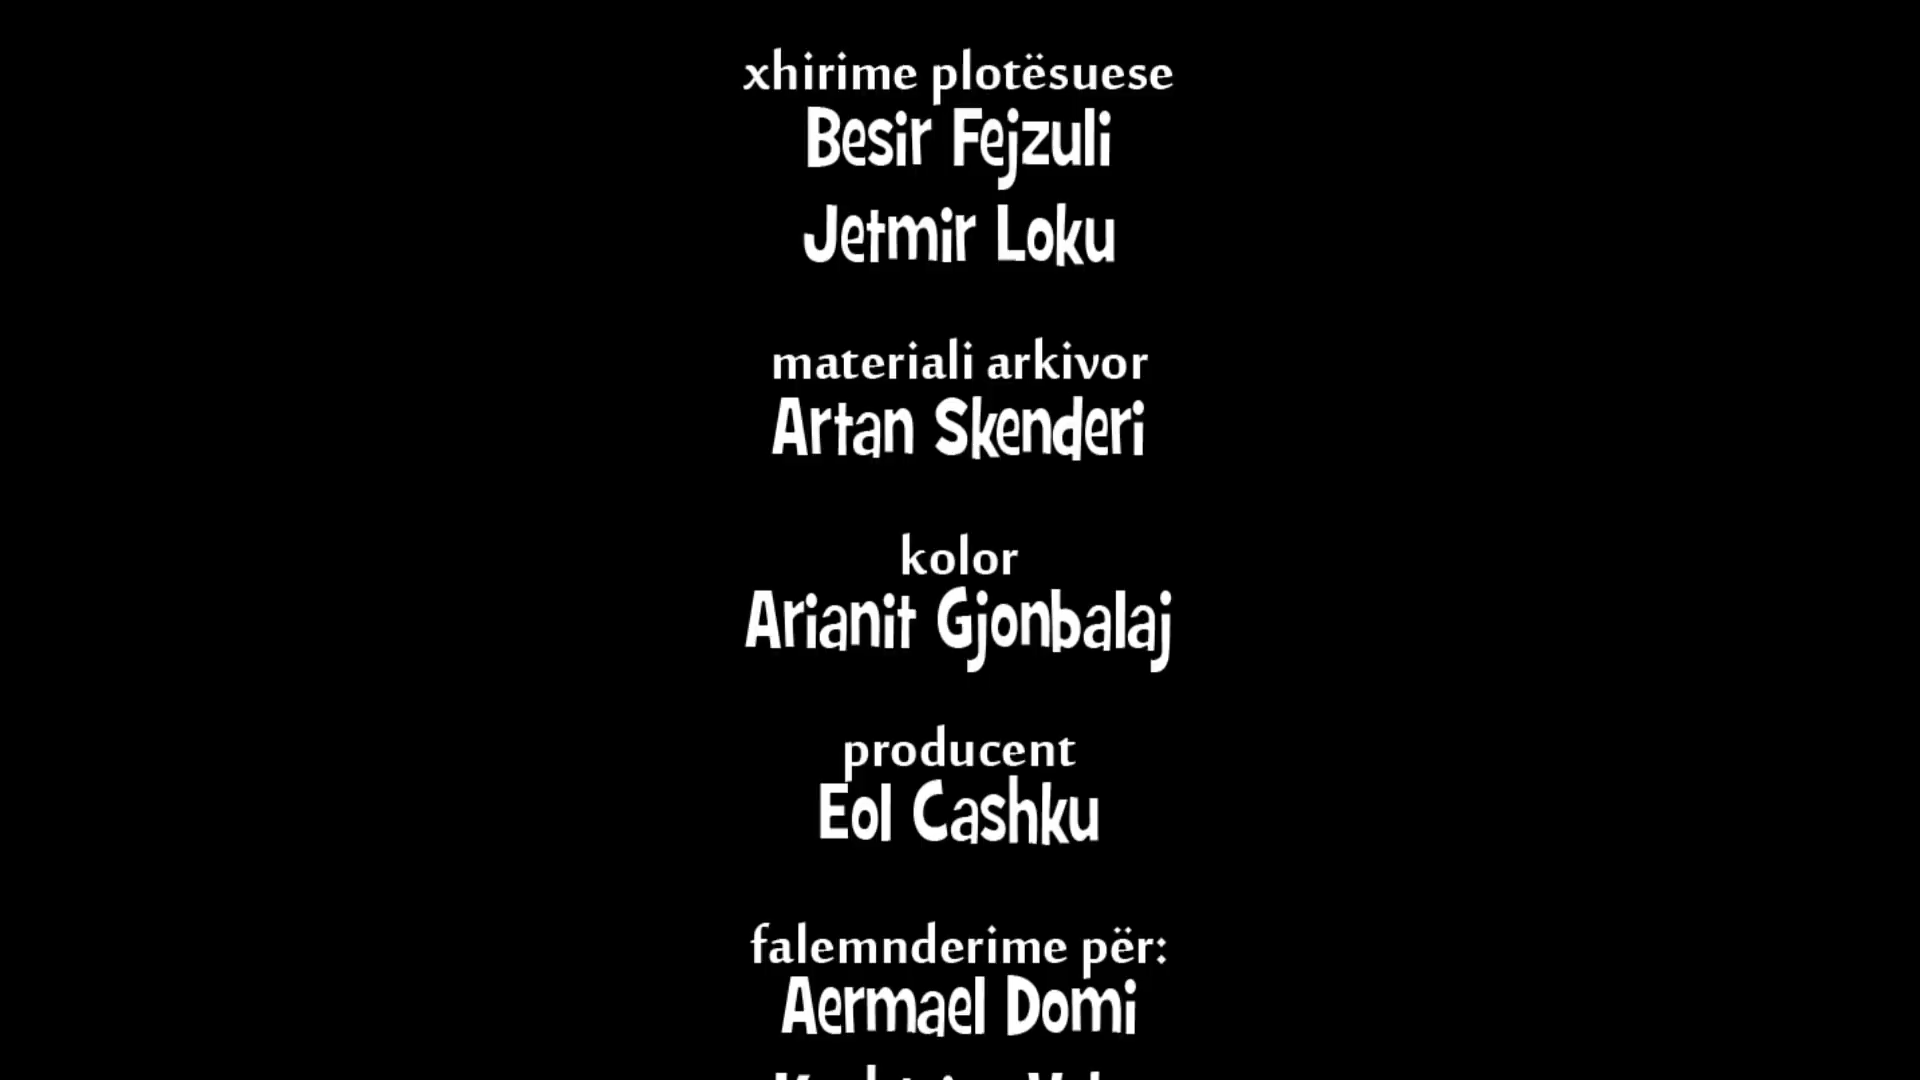 xhirime plotësuese
Besir Fejzuli
Jetmir Loku
materiali arkivor
Artan Skenderi
kolor
Arianit Gjonbalaj
producent
Eol Cashku
falemnderime për:
Aermael Domi